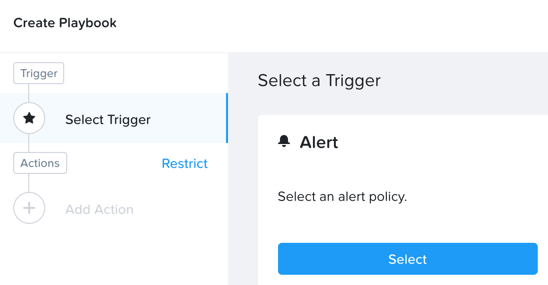 Create Playbook
Trigger
Select Trigger
Actions
Restrict
Add Action
Select a Trigger
Alert
Select an alert policy.
Select